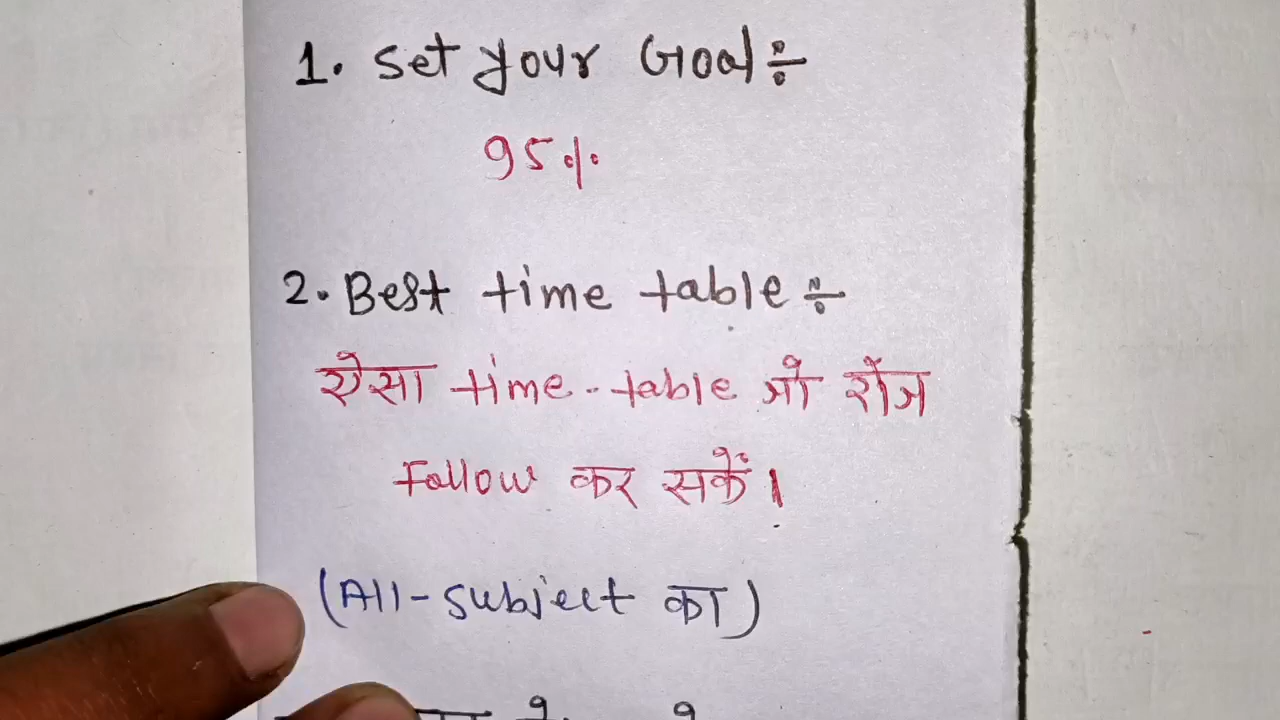 1. Set your Goal ÷
95%
2. Best time table ÷
ऐसा time-table जो रोज
Follow कर सकें।
(All-subject का)